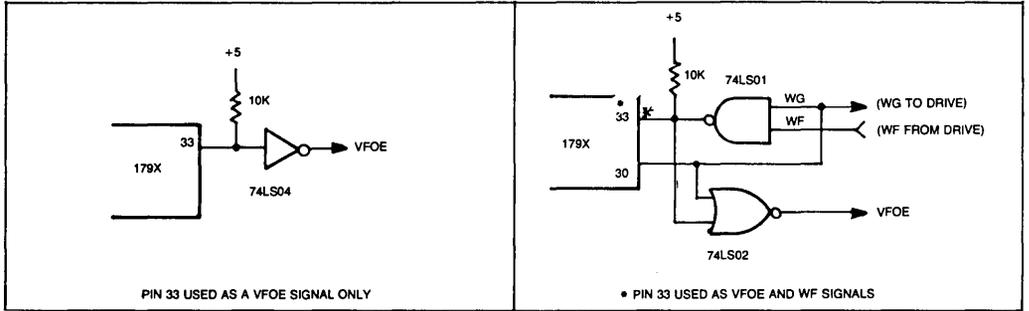 +5
10K
33
179X
VFOE
74LS04
PIN 33 USED AS A VFOE SIGNAL ONLY
+5
10K
74LS01
WG
(WG TO DRIVE)
33
WF
(WF FROM DRIVE)
179X
30
VFOE
74LS02
• PIN 33 USED AS VFOE AND WF SIGNALS